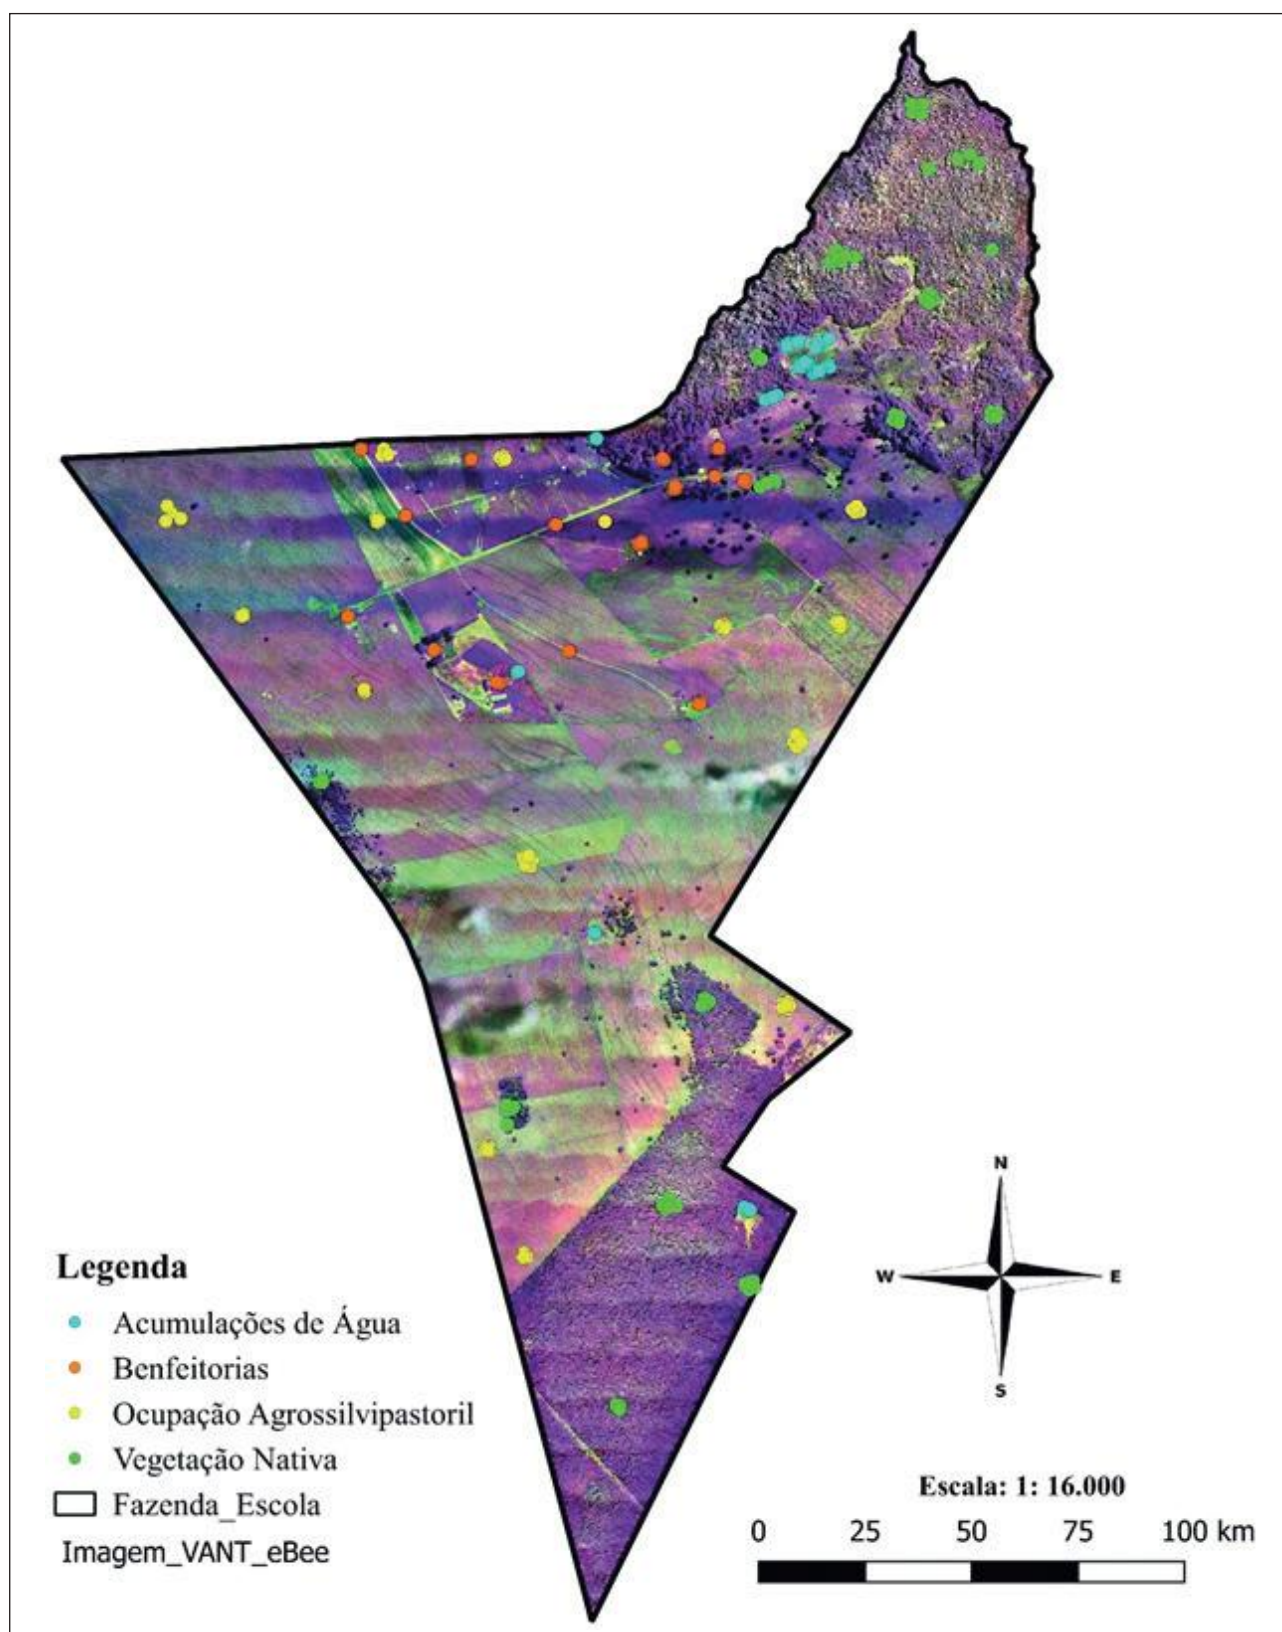 N
W E
S
Legenda
Acumulações de Água
Benfeitorias
Ocupação Agrossilvipastoril
Vegetação Nativa
Fazenda_Escola
Imagem_VANT_eBee
Escala: 1: 16.000
0 25 50 75 100 km